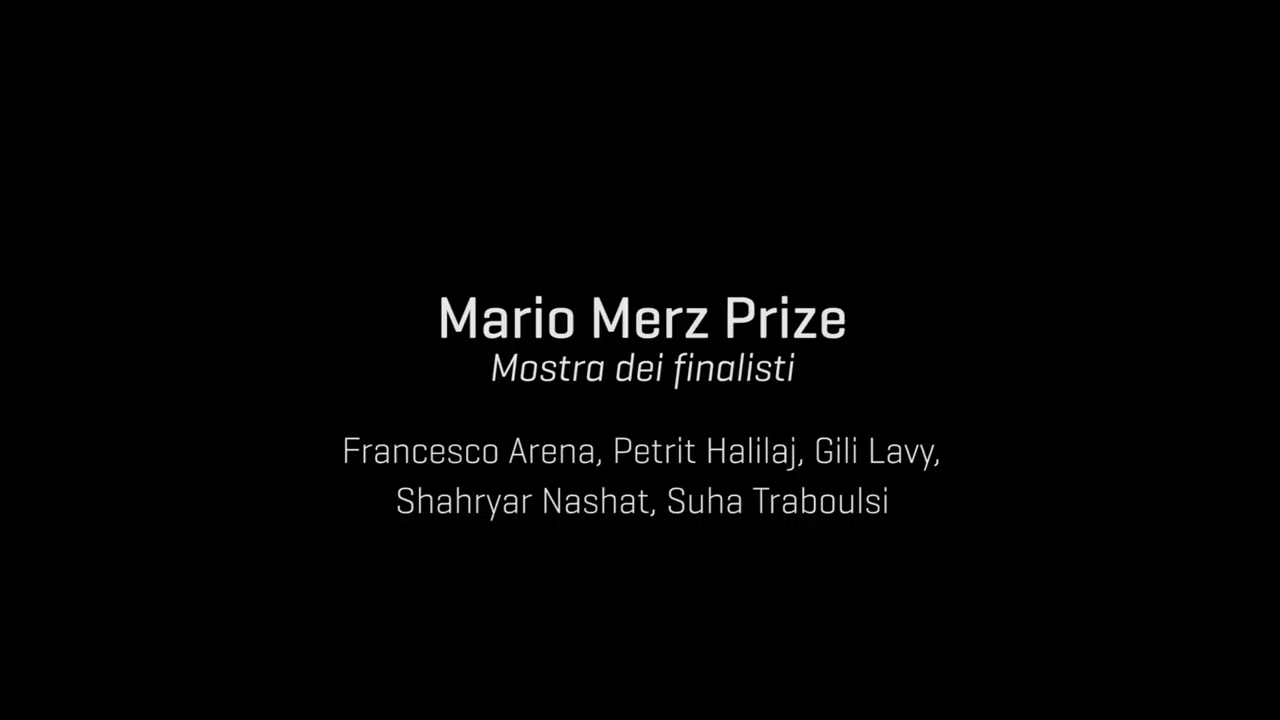 Mario Merz Prize
Mostra dei finalisti
Francesco Arena, Petrit Halilaj, Gili Lavy,
Shahryar Nashat, Suha Traboulsi